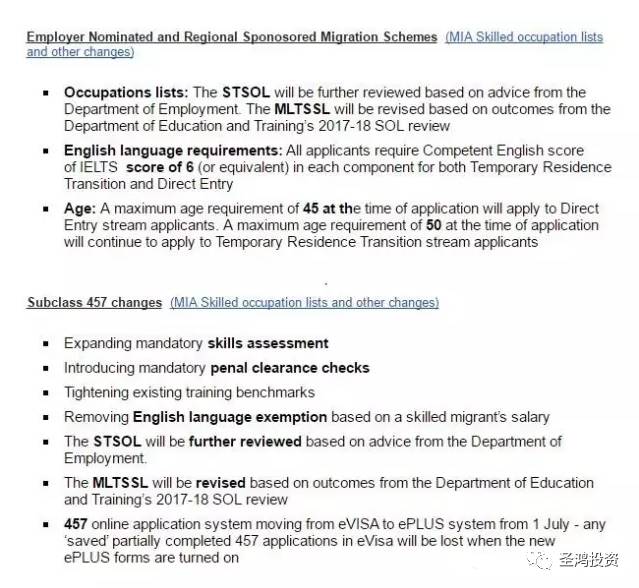 Employer Nominated and Regional Sponosored Migration Schemes (MIA Skilled occupation lists
and other changes)
▪ Occupations lists: The STSOL will be further reviewed based on advice from the
Department of Employment. The MLTSSL will be revised based on outcomes from the
Department of Education and Training's 2017-18 SOL review
▪ English language requirements: All applicants require Competent English score
of IELTS score of 6 (or equivalent) in each component for both Temporary Residence
Transition and Direct Entry
▪ Age: A maximum age requirement of 45 at the time of application will apply to Direct
Entry stream applicants. A maximum age requirement of 50 at the time of application
will continue to apply to Temporary Residence Transition stream applicants
.
Subclass 457 changes (MIA Skilled occupation lists and other changes)
▪ Expanding mandatory skills assessment
▪ Introducing mandatory penal clearance checks
▪ Tightening existing training benchmarks
▪ Removing English language exemption based on a skilled migrant's salary
▪ The STSOL will be further reviewed based on advice from the Department of
Employment.
▪ The MLTSSL will be revised based on outcomes from the Department of Education
and Training's 2017-18 SOL review
▪ 457 online application system moving from eVISA to ePLUS system from 1 July - any
'saved' partially completed 457 applications in eVisa will be lost when the new
ePLUS forms are turned on
圣鸿投资